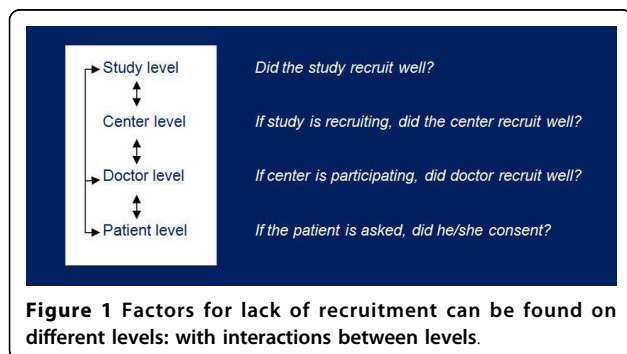 Study level Did the study recruit well?
Center level If study is recruiting, did the center recruit well?
Doctor level If center is participating, did doctor recruit well?
Patient level If the patient is asked, did he/she consent?
Figure 1 Factors for lack of recruitment can be found on
different levels: with interactions between levels.